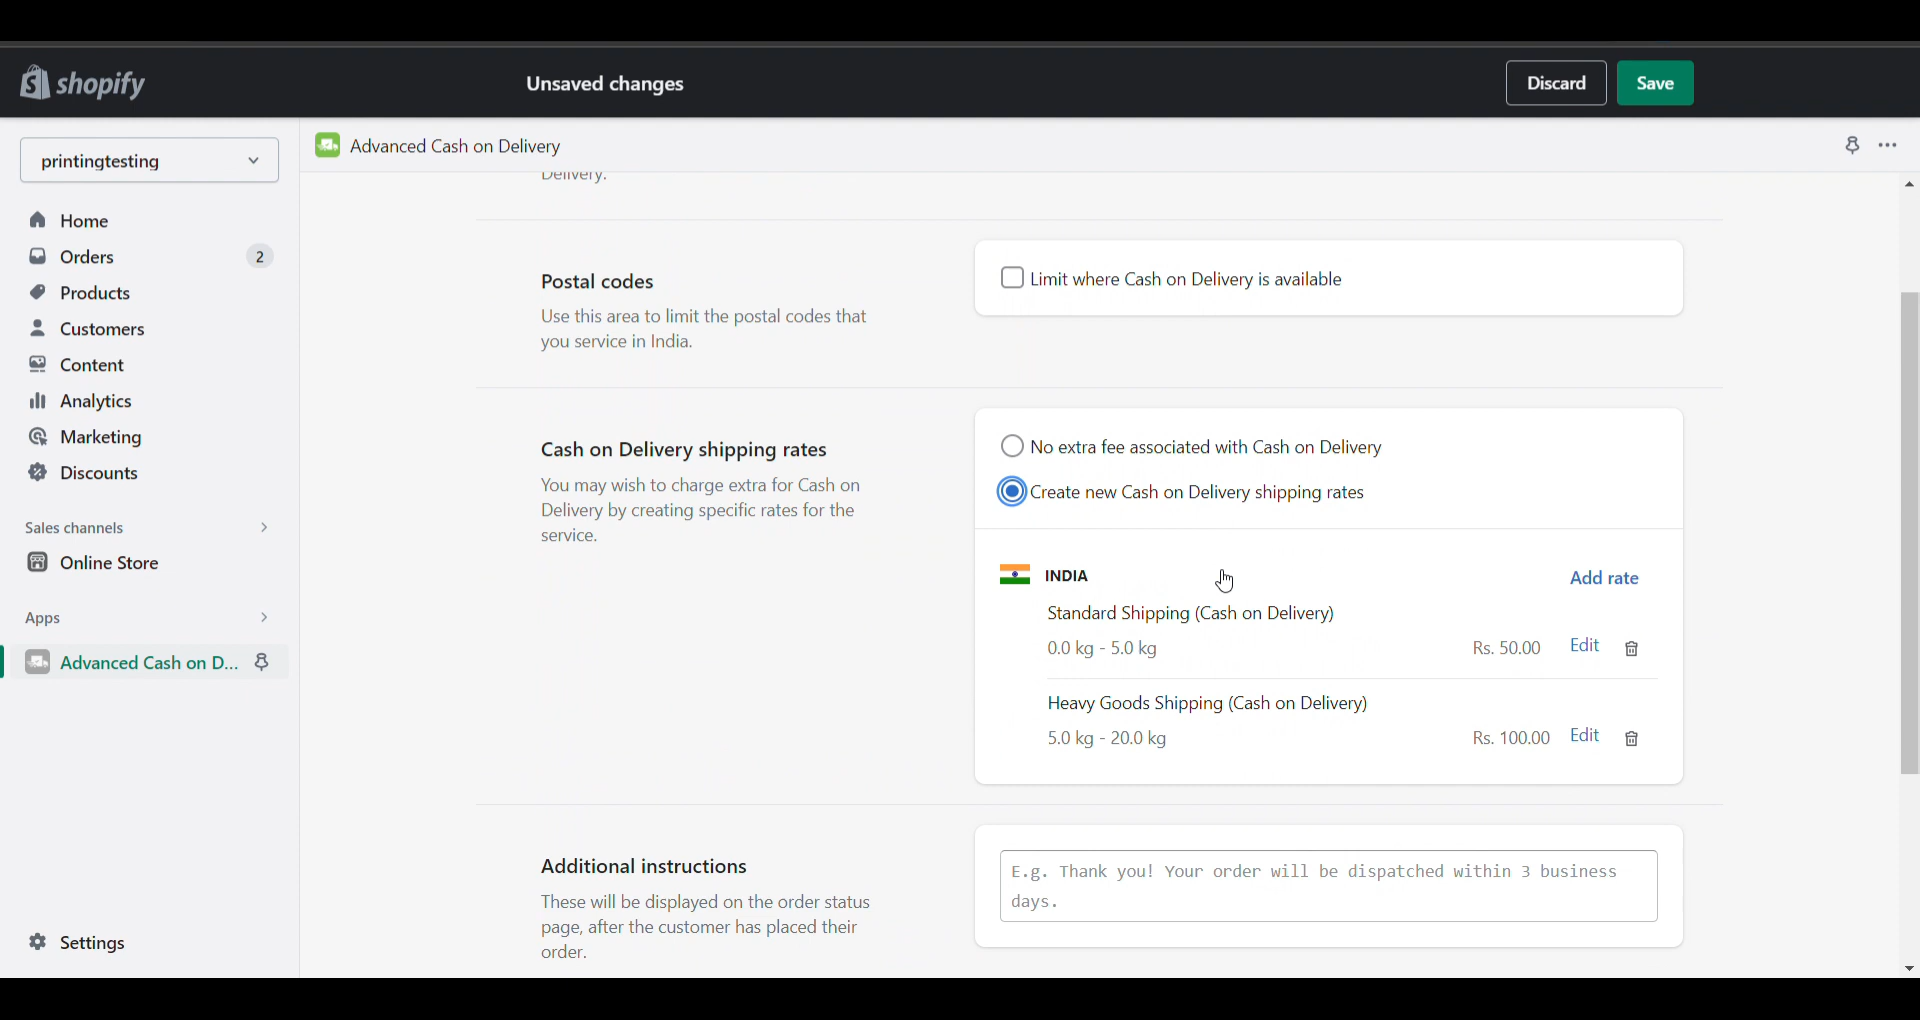 shopify
Unsaved changes
Discard
Save
printingtesting
Advanced Cash on Delivery
Home
Orders
2
Products
Customers
Content
Analytics
Marketing
Discounts
Sales channels
Online Store
Apps
Advanced Cash on D...
Settings
Delivery.
Postal codes
Use this area to limit the postal codes that
you service in India.
Limit where Cash on Delivery is available
Cash on Delivery shipping rates
You may wish to charge extra for Cash on
Delivery by creating specific rates for the
service.
No extra fee associated with Cash on Delivery
Create new Cash on Delivery shipping rates
INDIA
Add rate
Standard Shipping (Cash on Delivery)
0.0 kg - 5.0 kg Rs. 50.00 Edit
Heavy Goods Shipping (Cash on Delivery)
5.0 kg - 20.0 kg Rs. 100.00 Edit
Additional instructions
These will be displayed on the order status
page, after the customer has placed their
order.
E.g. Thank you! Your order will be dispatched within 3 business
days.